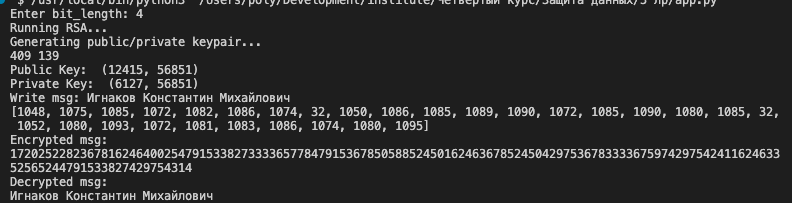 $ /usr/local/bin/python3 "/Users/poly/Development/institute/Четвертый курс/Защита данных/3 лр/app.py"
Enter bit_length: 4
Running RSA...
Generating public/private keypair...
409 139
Public Key:  (12415, 56851)
Private Key:  (6127, 56851)
Write msg: Игнаков Константин Михайлович
[1048, 1075, 1085, 1072, 1082, 1086, 1074, 32, 1050, 1086, 1085, 1089, 1090, 1072, 1085, 1090, 1080, 1085, 32,
1052, 1080, 1093, 1072, 1081, 1083, 1086, 1074, 1080, 1095]
Encrypted msg:
Decrypted msg:
Игнаков Константин Михайлович